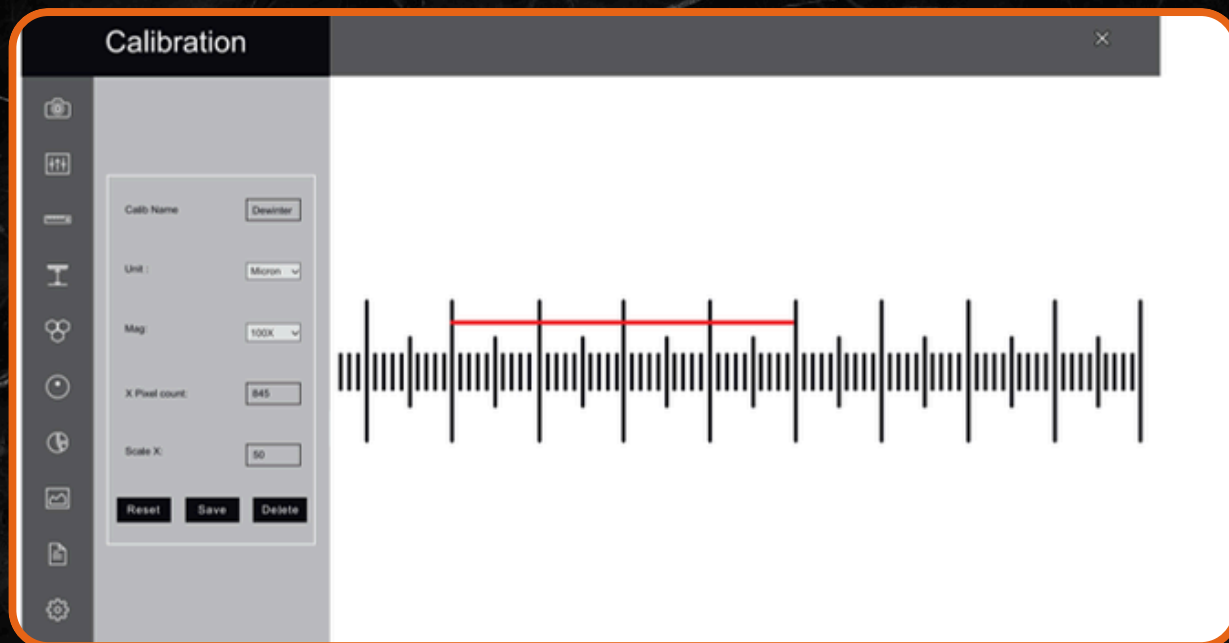 Calibration
Calib Name
Dewinter
Unit :
Micron
Mag:
100X
X Pixel count:
845
Scale X:
50
Reset Save Delete